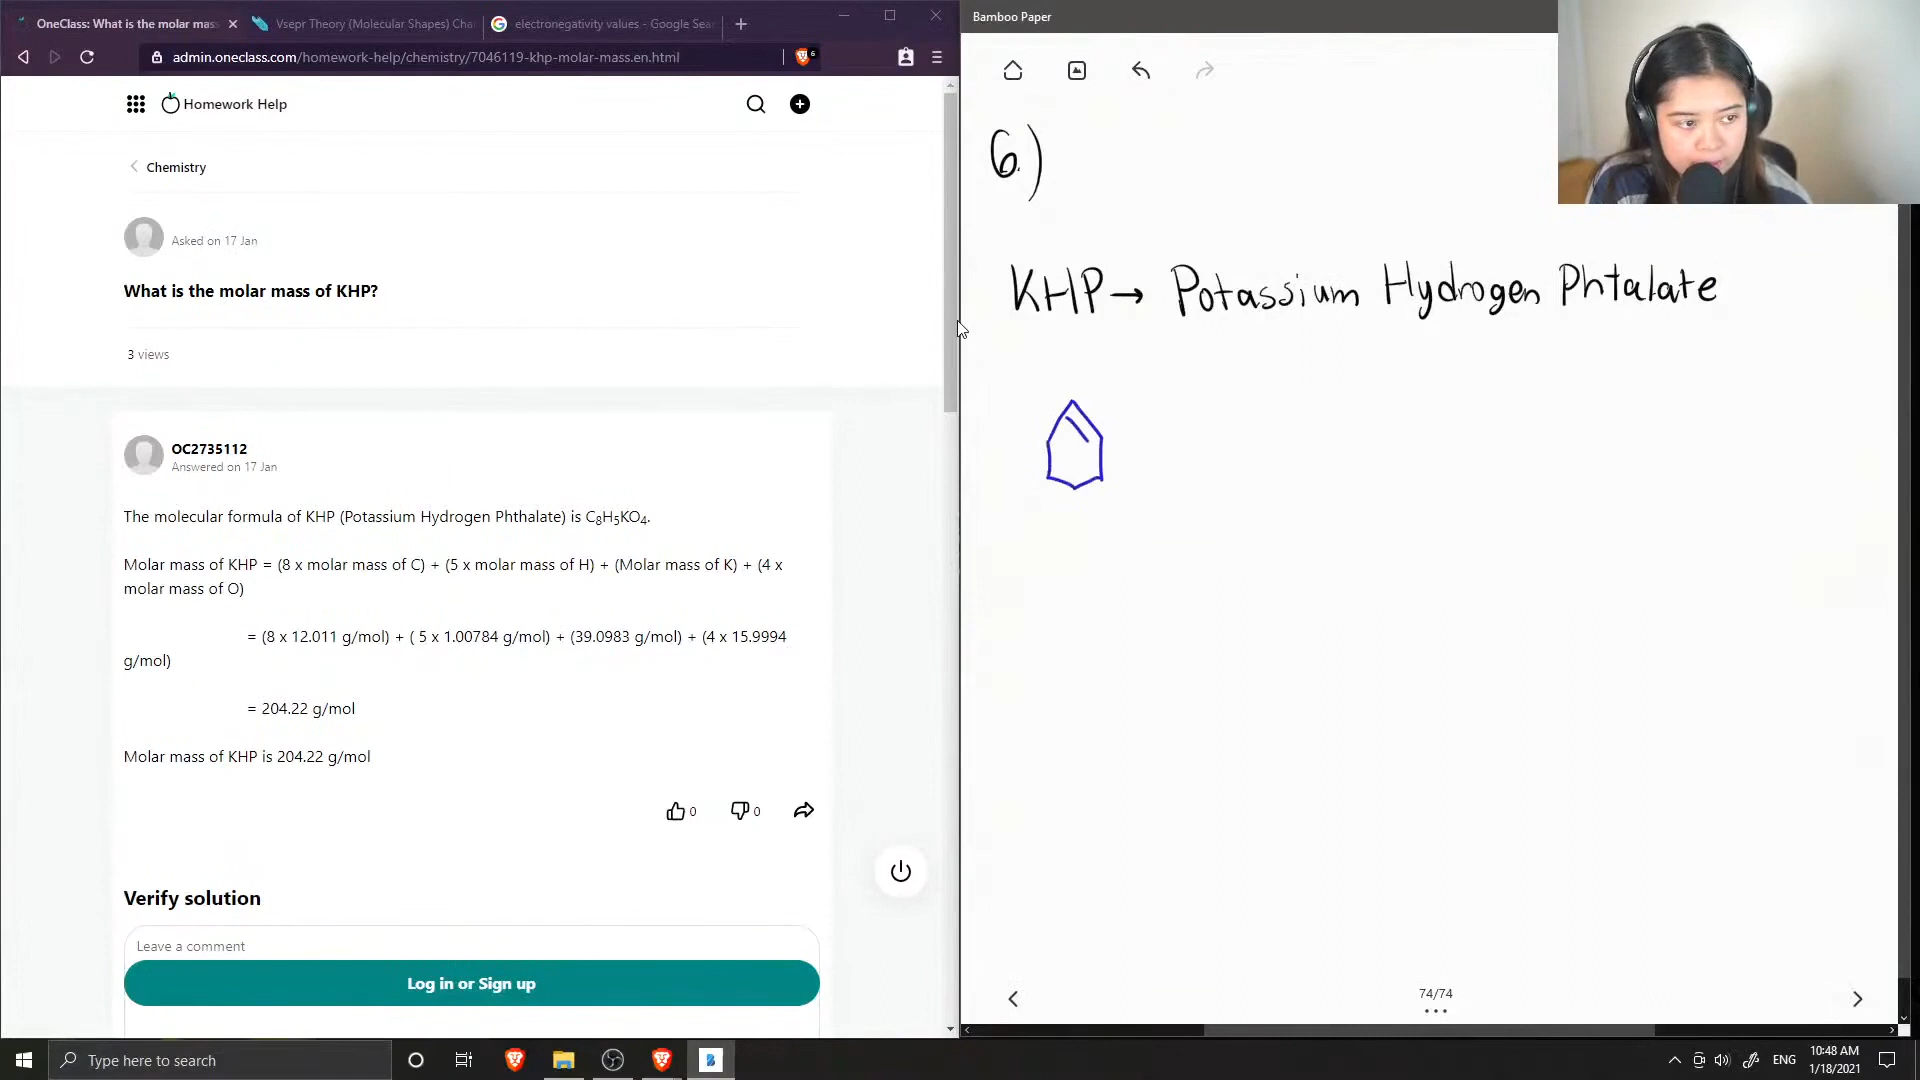 OneClass: What is the molar mas
Vsepr Theory (Molecular Shapes) Cha
electronegativity values - Google Sea
admin.oneclass.com/homework-help/chemistry/7046119-khp-molar-mass.en.html
6
Homework Help
Chemistry
Asked on 17 Jan
What is the molar mass of KHP?
3 views
OC2735112
Answered on 17 Jan
The molecular formula of KHP (Potassium Hydrogen Phthalate) is C₈H₅KO₄.
Molar mass of KHP = (8 x molar mass of C) + (5 x molar mass of H) + (Molar mass of K) + (4 x
molar mass of O)
= (8 x 12.011 g/mol) + ( 5 x 1.00784 g/mol) + (39.0983 g/mol) + (4 x 15.9994
g/mol)
= 204.22 g/mol
Molar mass of KHP is 204.22 g/mol
0
0
Verify solution
Leave a comment
Log in or Sign up
Bamboo Paper
6.)
KHP→ Potassium Hydrogen Phtalate
74/74
Type here to search
ENG
10:48 AM
1/18/2021